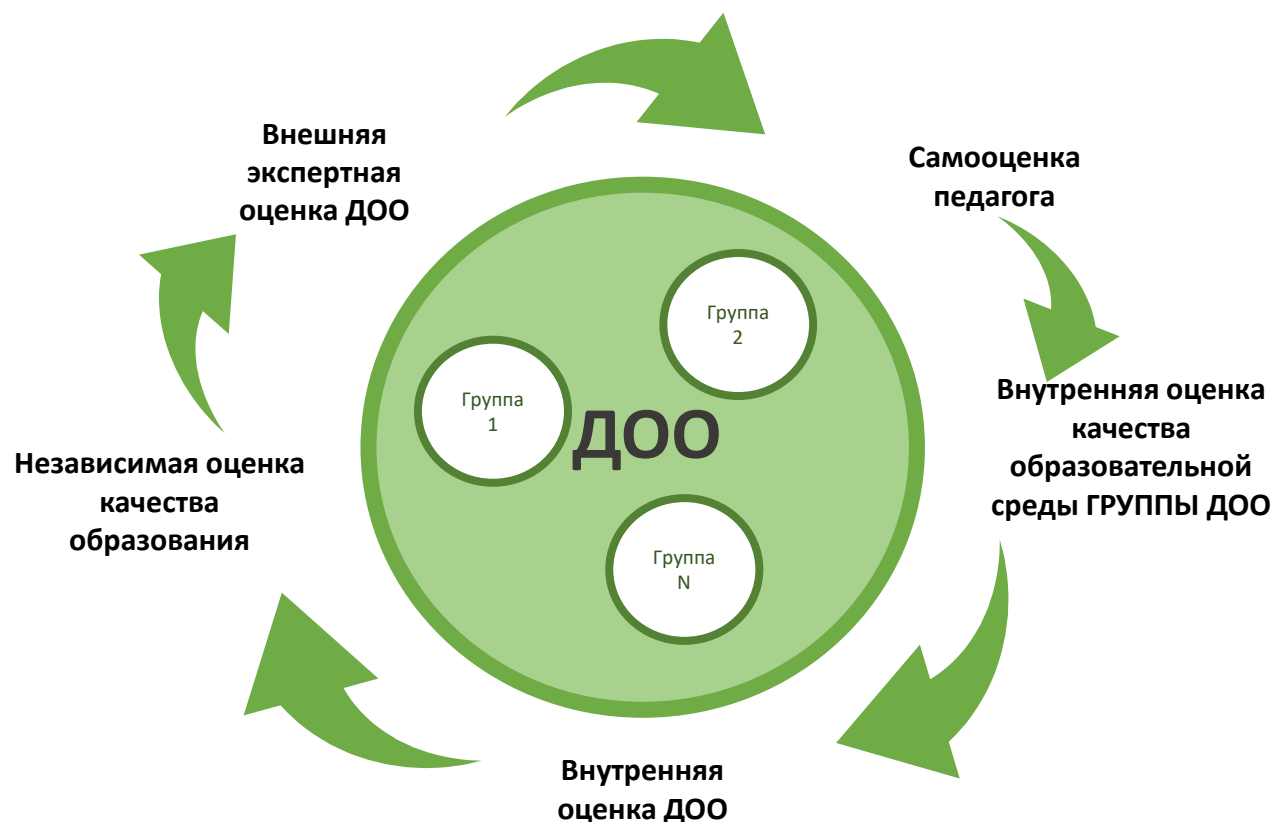 Внешняя
экспертная
оценка ДОО
Самооценка
педагога
Группа
2
Группа
1
ДОО
Внутренняя оценка
качества
образовательной
среды ГРУППЫ ДОО
Независимая оценка
качества
образования
Группа
N
Внутренняя
оценка ДОО